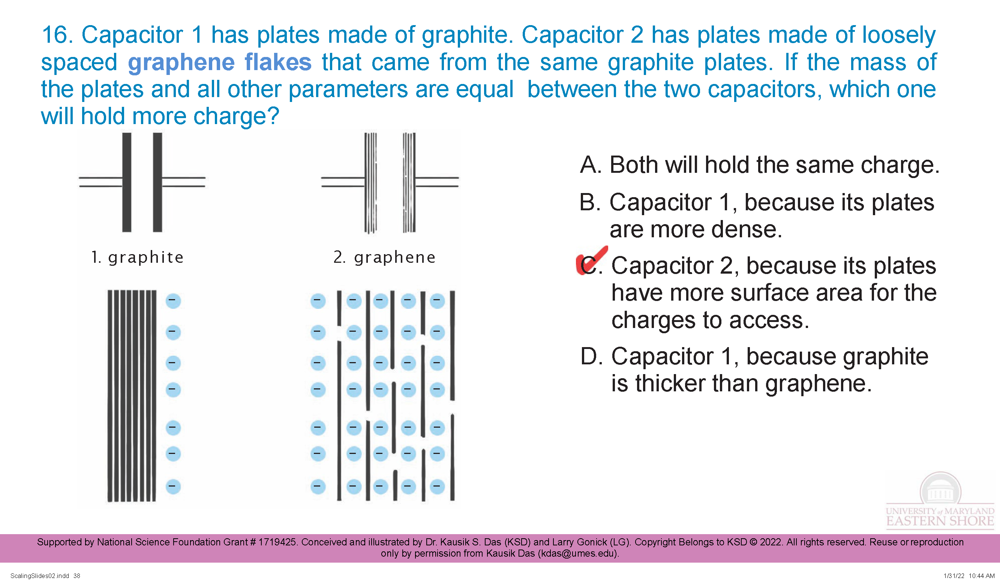 16. Capacitor 1 has plates made of graphite. Capacitor 2 has plates made of loosely
spaced graphene flakes that came from the same graphite plates. If the mass of
the plates and all other parameters are equal between the two capacitors, which one
will hold more charge?
1. graphite
2. graphene
A. Both will hold the same charge.
B. Capacitor 1, because its plates
are more dense.
C. Capacitor 2, because its plates
have more surface area for the
charges to access.
D. Capacitor 1, because graphite
is thicker than graphene.
UNIVERSITY of MARYLAND
EASTERN SHORE
Supported by National Science Foundation Grant # 1719425. Conceived and illustrated by Dr. Kausik S. Das (KSD) and Larry Gonick (LG). Copyright Belongs to KSD © 2022. All rights reserved. Reuse or reproduction
only by permission from Kausik Das (kdas@umes.edu).
ScalingSlides02.indd 38
1/31/22 10:44 AM